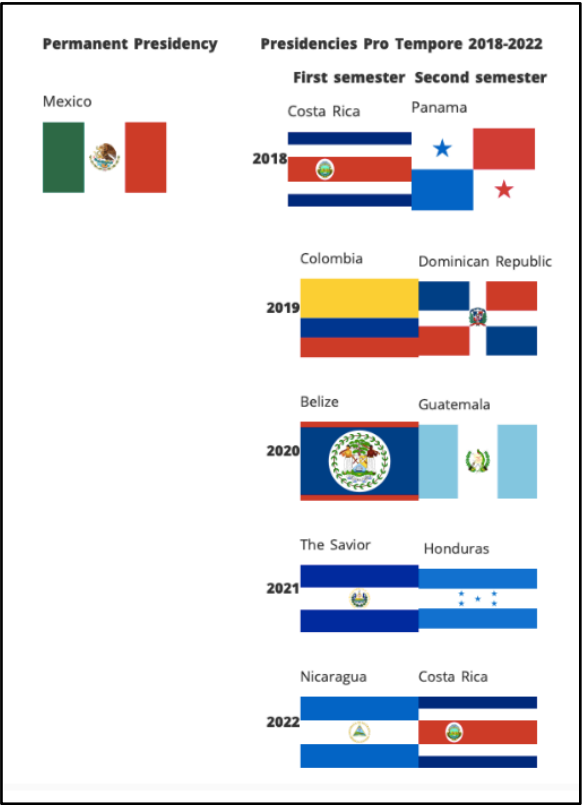 Permanent Presidency
Presidencies Pro Tempore 2018-2022
First semester Second semester
Mexico
Costa Rica
Panama
2018
Colombia
Dominican Republic
2019
Belize
Guatemala
2020
The Savior
Honduras
2021
Nicaragua
Costa Rica
2022